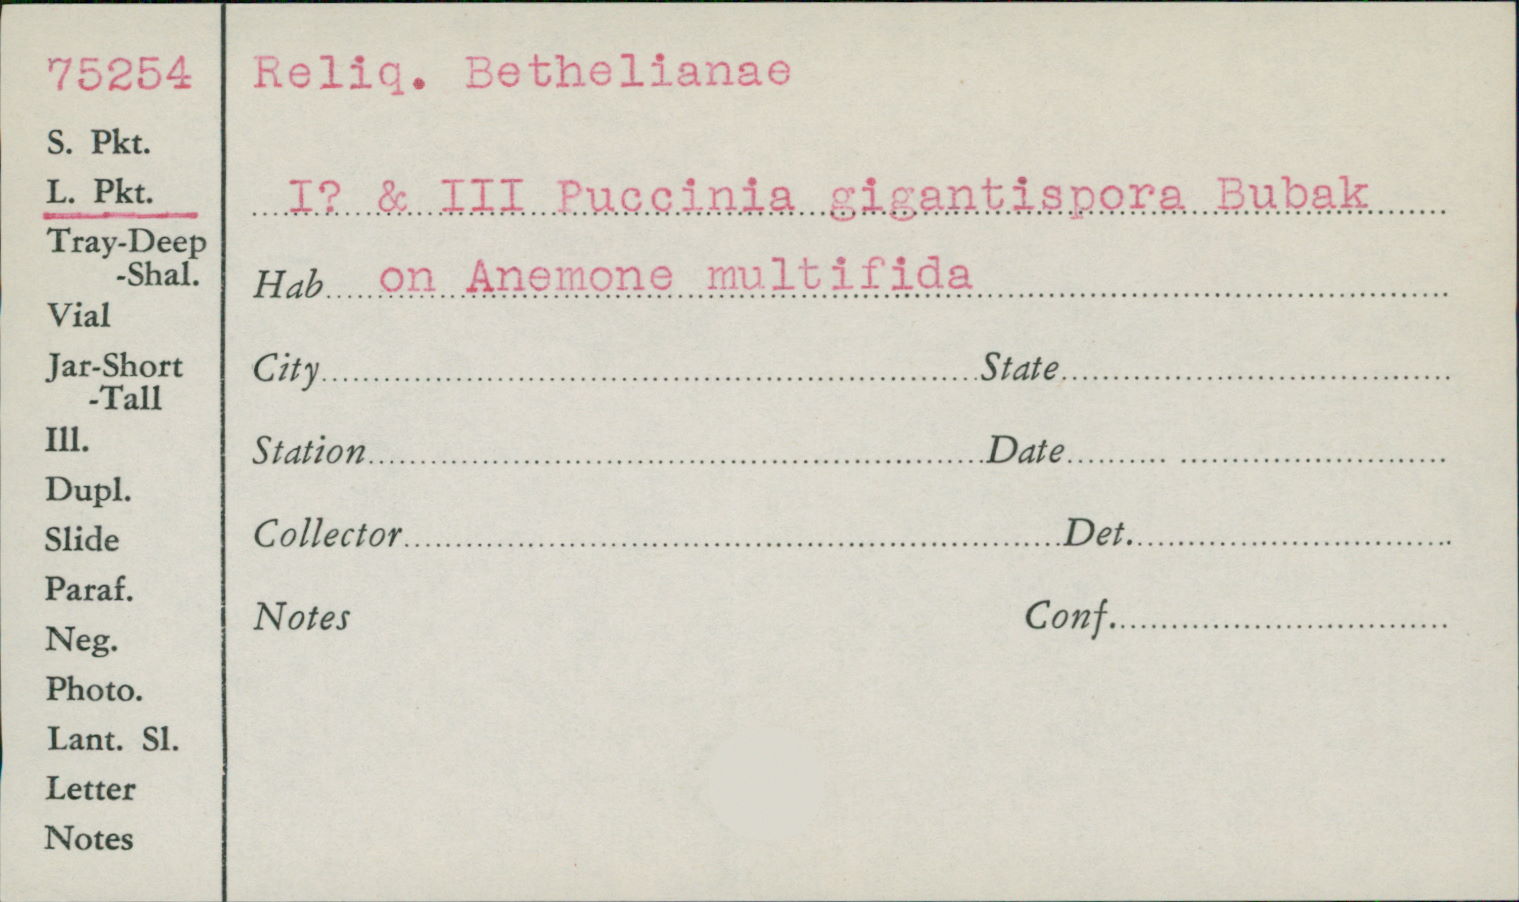 75254
S. Pkt.
L. Pkt.
Tray-Deep
-Shal.
Vial
Jar-Short
-Tall
Ill.
Dupl.
Slide
Paraf.
Neg.
Photo.
Lant. Sl.
Letter
Notes
Reliq. Bethelianae
I? & III Puccinia gigantispora Bubak
Hab. on Anemone multifida
City State
Station Date
Collector Det.
Notes Conf.